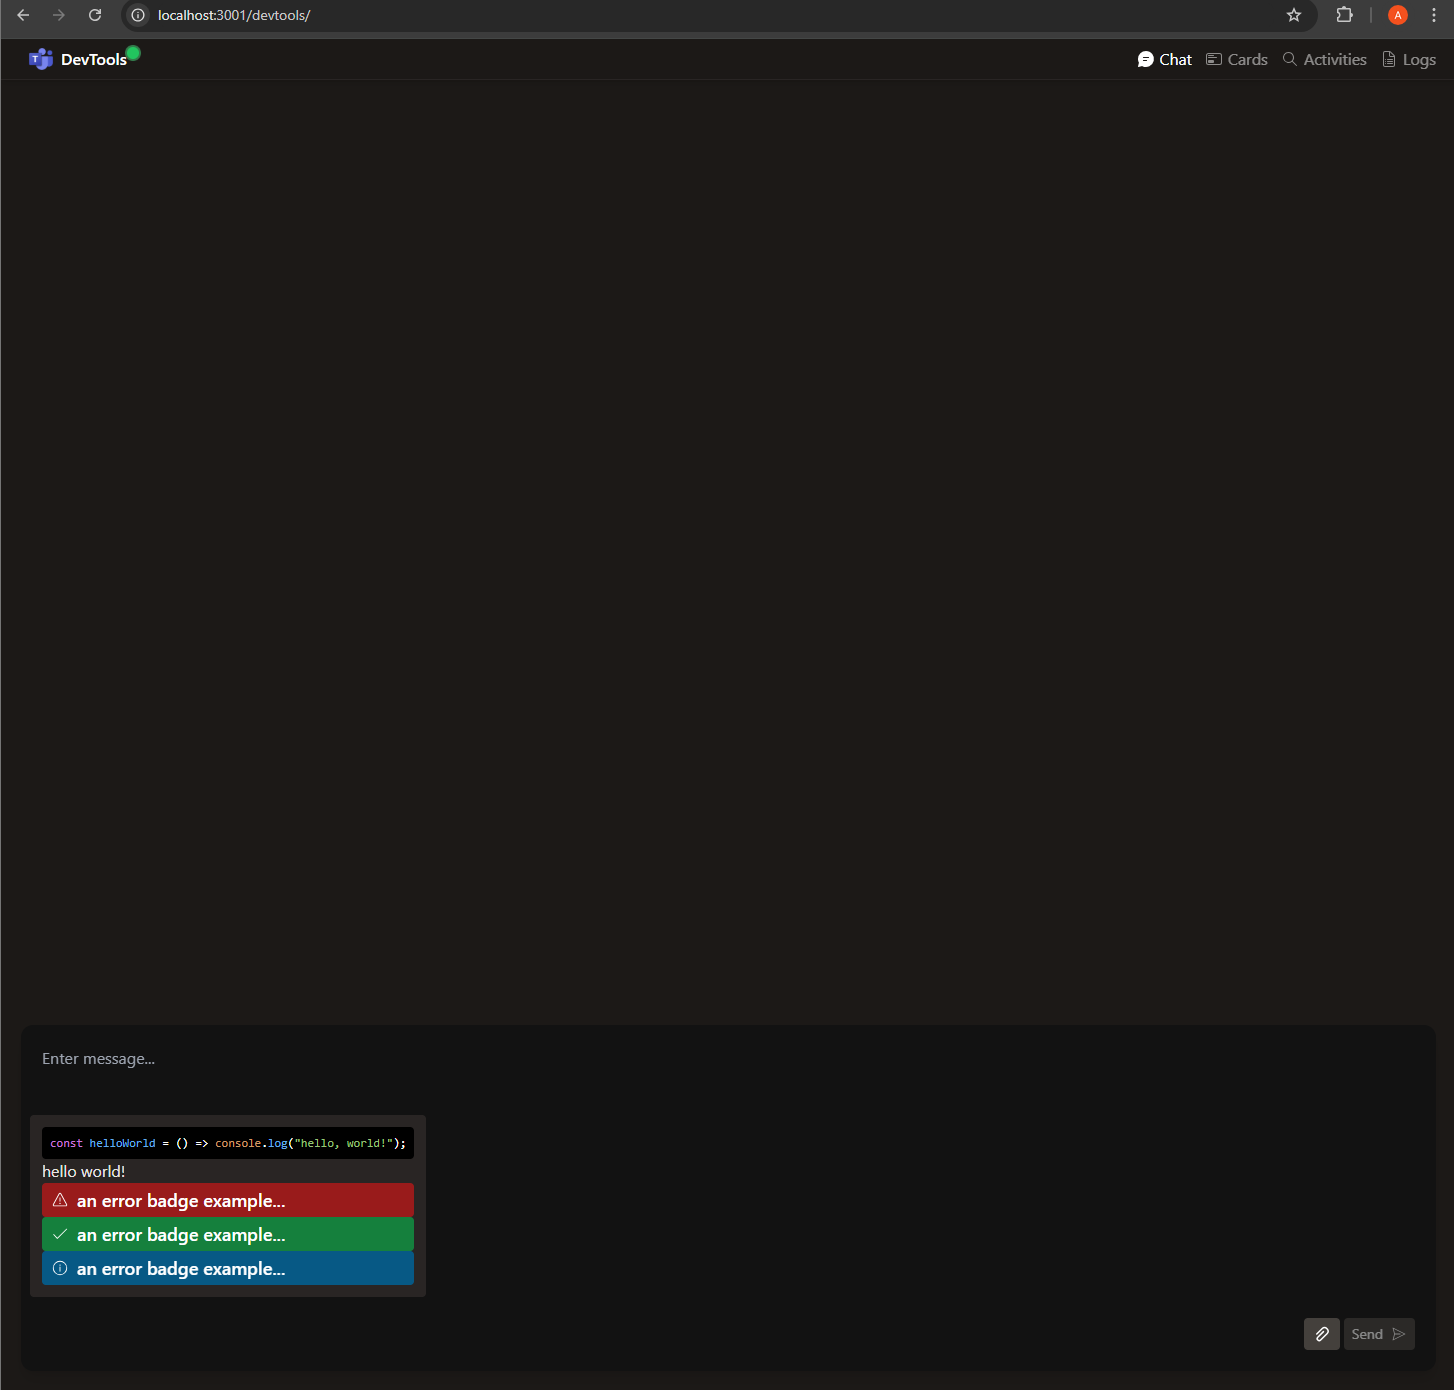 localhost:3001/devtools/
A
T DevTools
Chat Cards Activities Logs
Enter message...
const helloWorld = () => console.log("hello, world!");
hello world!
an error badge example...
an error badge example...
an error badge example...
Send